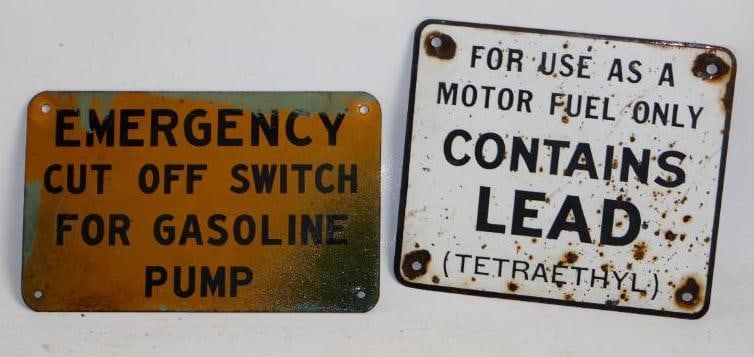 EMERGENCY
CUT OFF SWITCH
FOR GASOLINE
PUMP
FOR USE AS A
MOTOR FUEL ONLY
CONTAINS
LEAD
(TETRAETHYL)